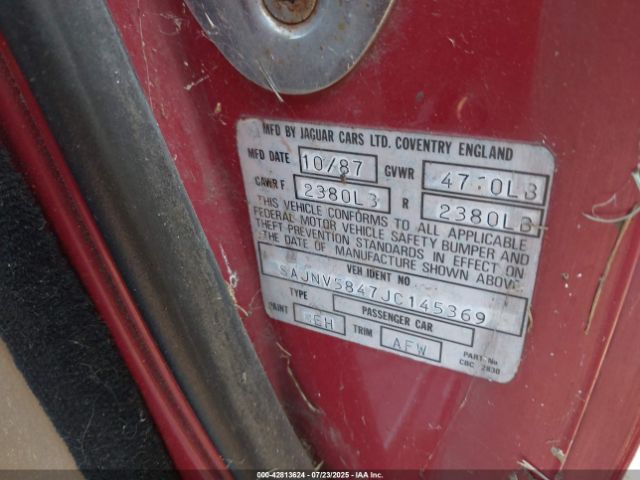 MFD BY JAGUAR CARS LTD. COVENTRY ENGLAND
MFD DATE 10/87 GVWR
GAWR F 2380LB R 2380LB
THIS VEHICLE CONFORMS TO ALL APPLICABLE
FEDERAL MOTOR VEHICLE SAFETY BUMPER AND
THEFT PREVENTION STANDARDS IN EFFECT ON
THE DATE OF MANUFACTURE SHOWN ABOVE
VEH IDENT NO
SAJNV5847JC145369
TYPE PASSENGER CAR
PAINT TRIM AFW
PART No
CBC 2830
000-42813624 07/23/2025 IAA, Inc.